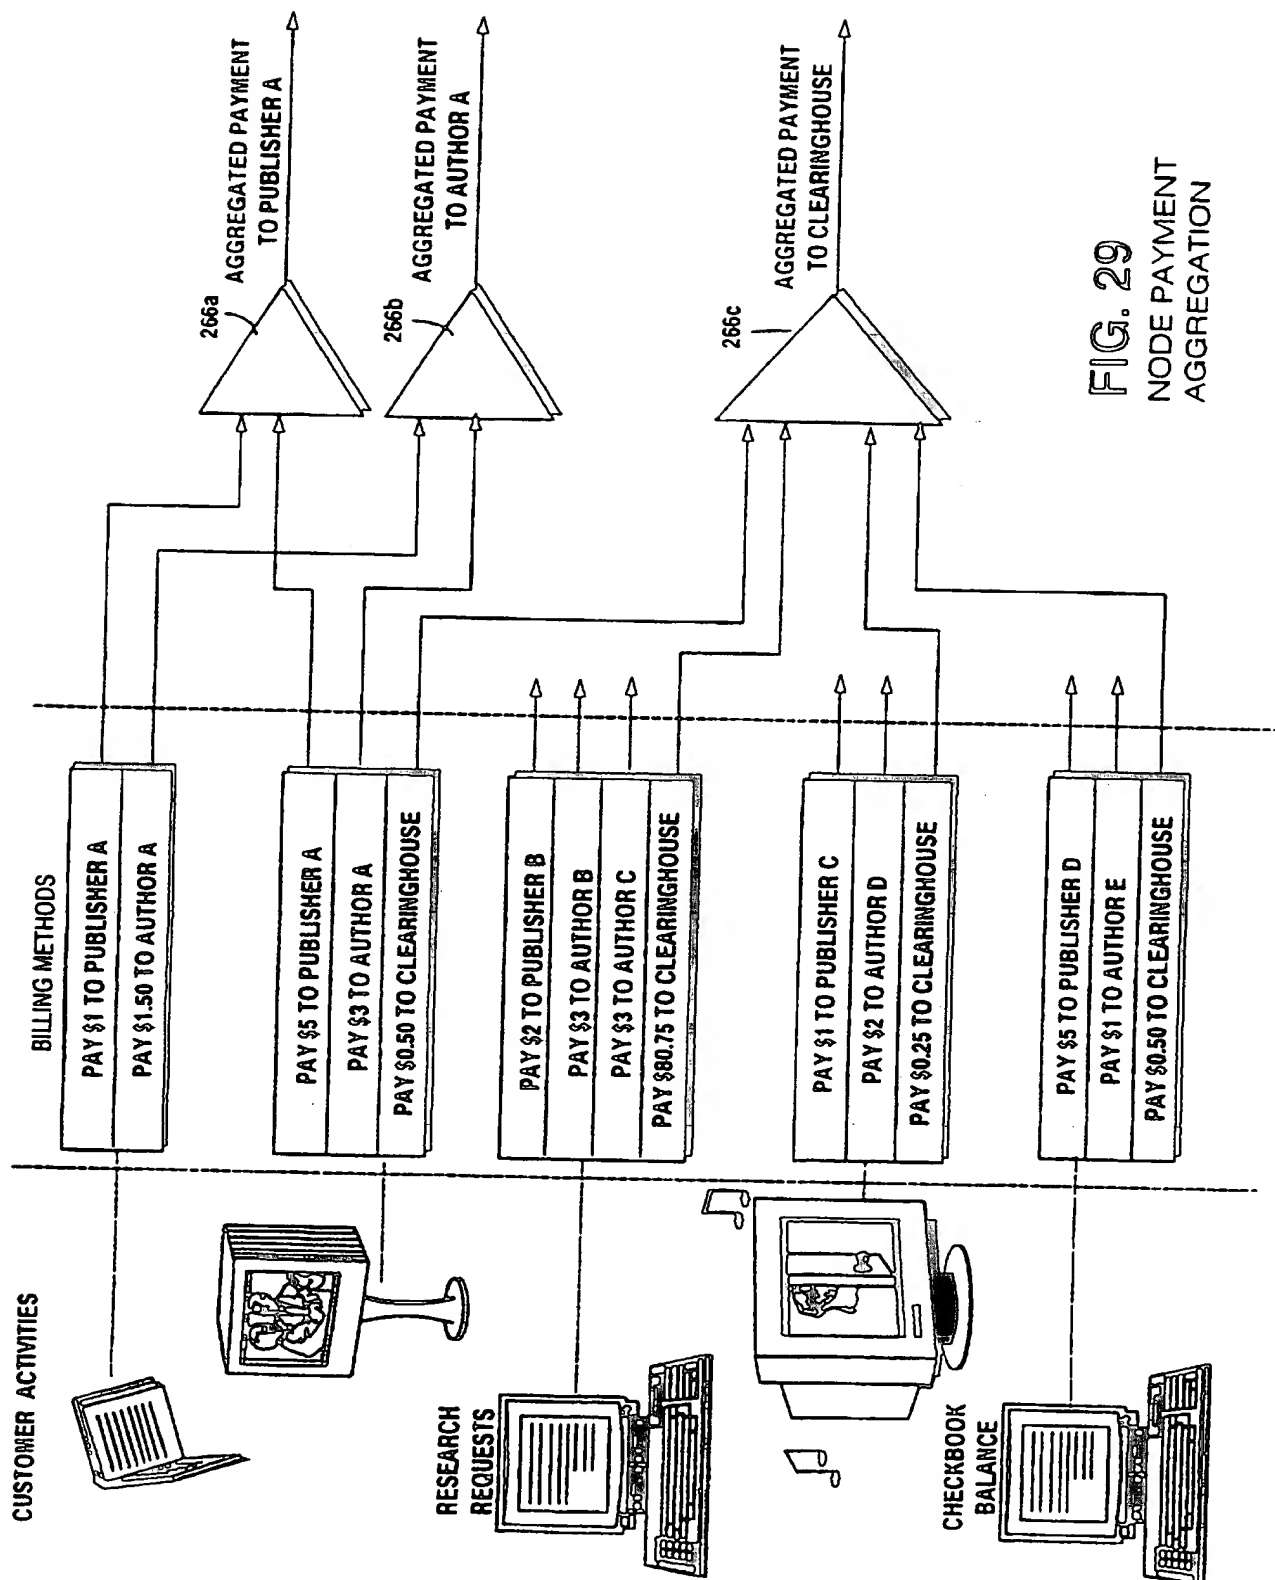 CUSTOMER ACTIVITIES
RESEARCH
REQUESTS
CHECKBOOK
BALANCE
BILLING METHODS
PAY $1 TO PUBLISHER A
PAY $1.50 TO AUTHOR A
PAY $5 TO PUBLISHER A
PAY $3 TO AUTHOR A
PAY $0.50 TO CLEARINGHOUSE
PAY $2 TO PUBLISHER B
PAY $3 TO AUTHOR B
PAY $3 TO AUTHOR C
PAY $80.75 TO CLEARINGHOUSE
PAY $1 TO PUBLISHER C
PAY $2 TO AUTHOR D
PAY $0.25 TO CLEARINGHOUSE
PAY $5 TO PUBLISHER D
PAY $1 TO AUTHOR E
PAY $0.50 TO CLEARINGHOUSE
266a
AGGREGATED PAYMENT
TO PUBLISHER A
266b
AGGREGATED PAYMENT
TO AUTHOR A
266c
AGGREGATED PAYMENT
TO CLEARINGHOUSE
FIG. 29
NODE PAYMENT
AGGREGATION